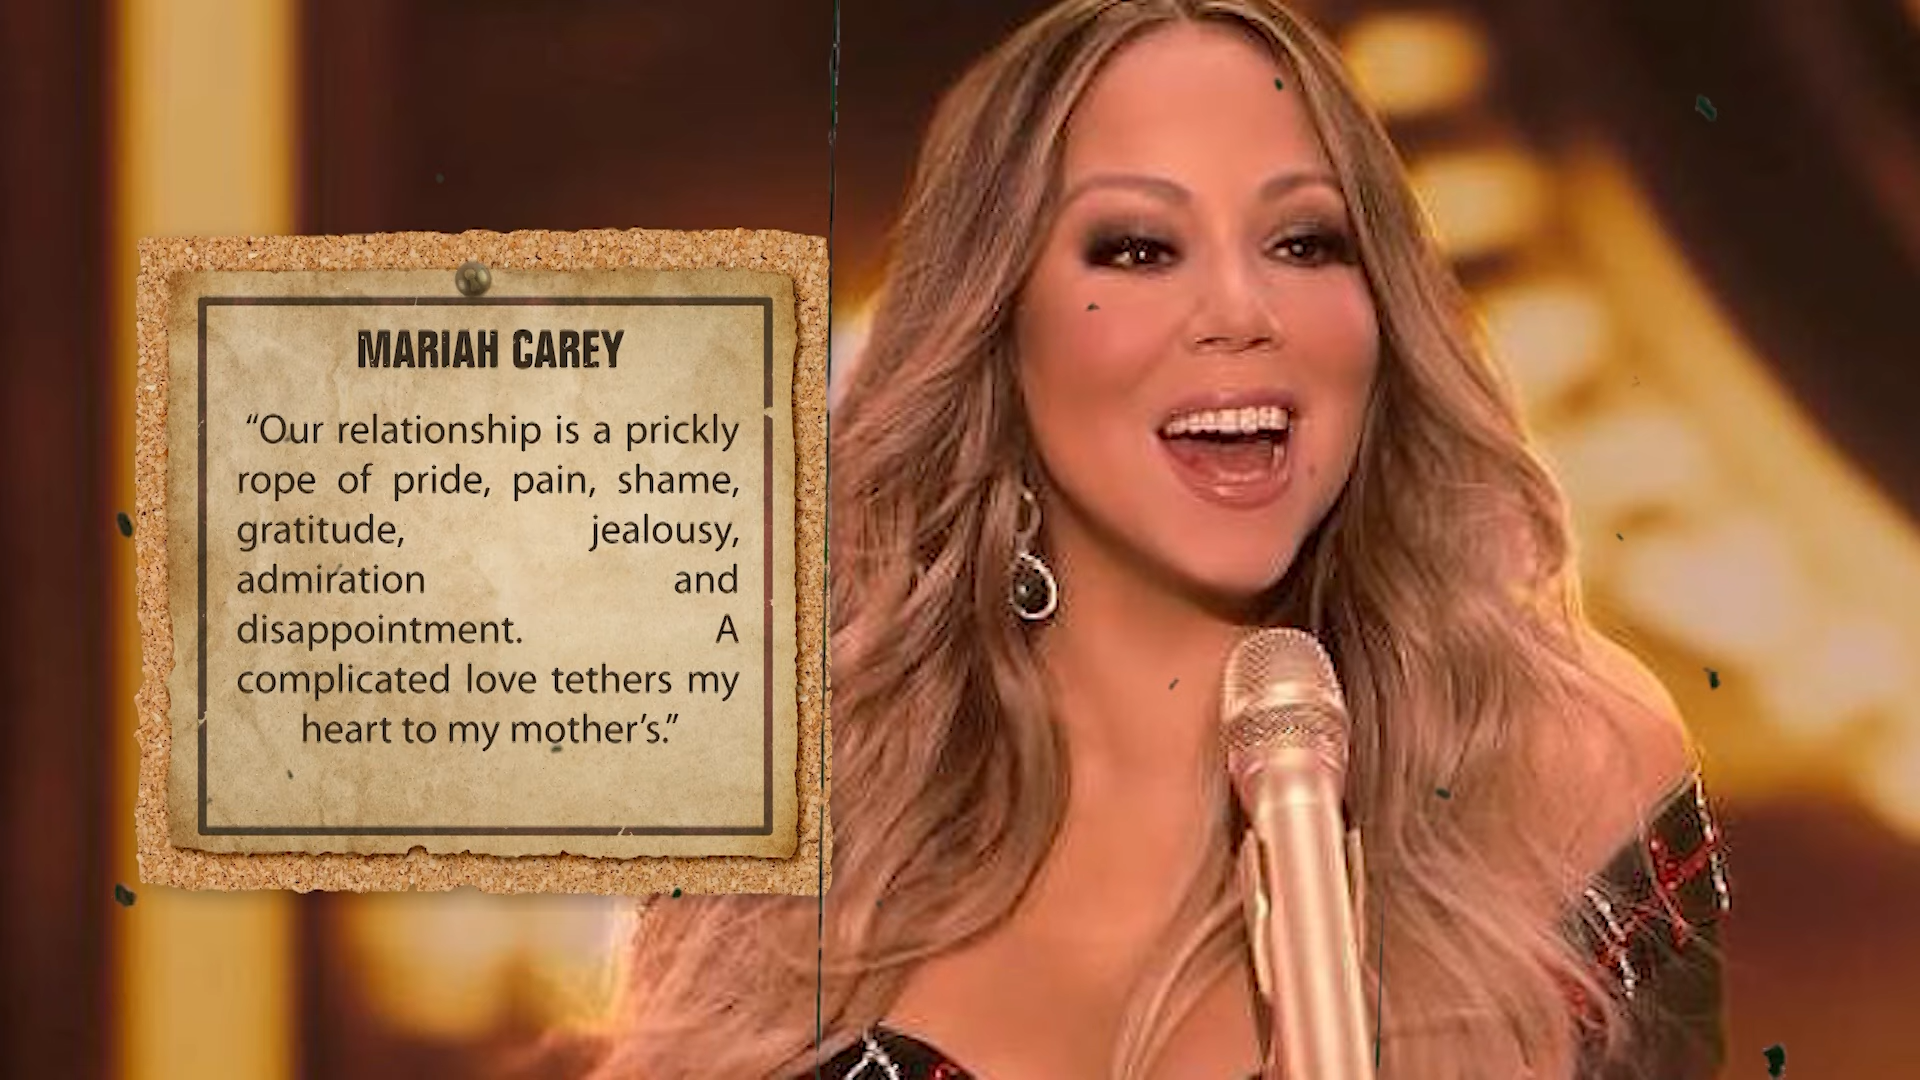 MARIAH CAREY
“Our relationship is a prickly
rope of pride, pain, shame,
gratitude, jealousy,
admiration and
disappointment. A
complicated love tethers my
heart to my mother’s.”